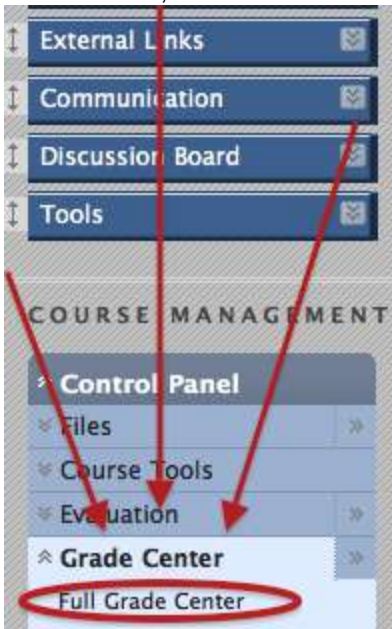 External Links
Communication
Discussion Board
Tools
COURSE MANAGEMENT
Control Panel
Files
Course Tools
Evaluation
Grade Center
Full Grade Center